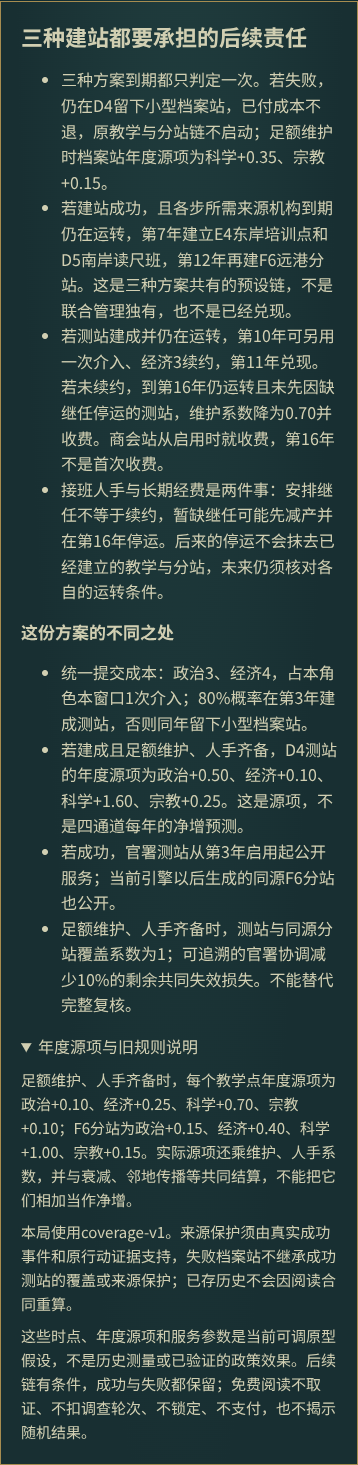 三种建站都要承担的后续责任
• 三种方案到期都只判定一次。若失败，
仍在D4留下小型档案站，已付成本不
退，原教学与分站链不启动；足额维护
时档案站年度源项为科学+0.35、宗教
+0.15。
• 若建站成功，且各步所需来源机构到期
仍在运转，第7年建立E4东岸培训点和
D5南岸读尺班，第12年再建F6远港分
站。这是三种方案共有的预设链，不是
联合管理独有，也不是已经兑现。
• 若测站建成并仍在运转，第10年可另用
一次介入、经济3续约，第11年兑现。
若未续约，到第16年仍运转且未先因缺
继任停运的测站，维护系数降为0.70并
收费。商会站从启用时就收费，第16年
不是首次收费。
• 接班人手与长期经费是两件事：安排继
任不等于续约，暂缺继任可能先减产并
在第16年停运。后来的停运不会抹去已
经建立的教学与分站，未来仍须核对各
自的运转条件。
这份方案的不同之处
• 统一提交成本：政治3、经济4，占本角
色本窗口1次介入；80%概率在第3年建
成测站，否则同年留下小型档案站。
• 若建成且足额维护、人手齐备，D4测站
的年度源项为政治+0.50、经济+0.10、
科学+1.60、宗教+0.25。这是源项，不
是四通道每年的净增预测。
• 若成功，官署测站从第3年启用起公开
服务；当前引擎以后生成的同源F6分站
也公开。
• 足额维护、人手齐备时，测站与同源分
站覆盖系数为1；可追溯的官署协调减
少10%的剩余共同失效损失。不能替代
完整复核。
▼ 年度源项与旧规则说明
足额维护、人手齐备时，每个教学点年度源项为
政治+0.10、经济+0.25、科学+0.70、宗教
+0.10；F6分站为政治+0.15、经济+0.40、科学
+1.00、宗教+0.15。实际源项还乘维护、人手系
数，并与衰减、邻地传播等共同结算，不能把它
们相加当作净增。
本局使用coverage-v1。来源保护须由真实成功
事件和原行动证据支持，失败档案站不继承成功
测站的覆盖或来源保护；已存历史不会因阅读合
同重算。
这些时点、年度源项和服务参数是当前可调原型
假设，不是历史测量或已验证的政策效果。后续
链有条件，成功与失败都保留；免费阅读不取
证、不扣调查轮次、不锁定、不支付，也不揭示
随机结果。